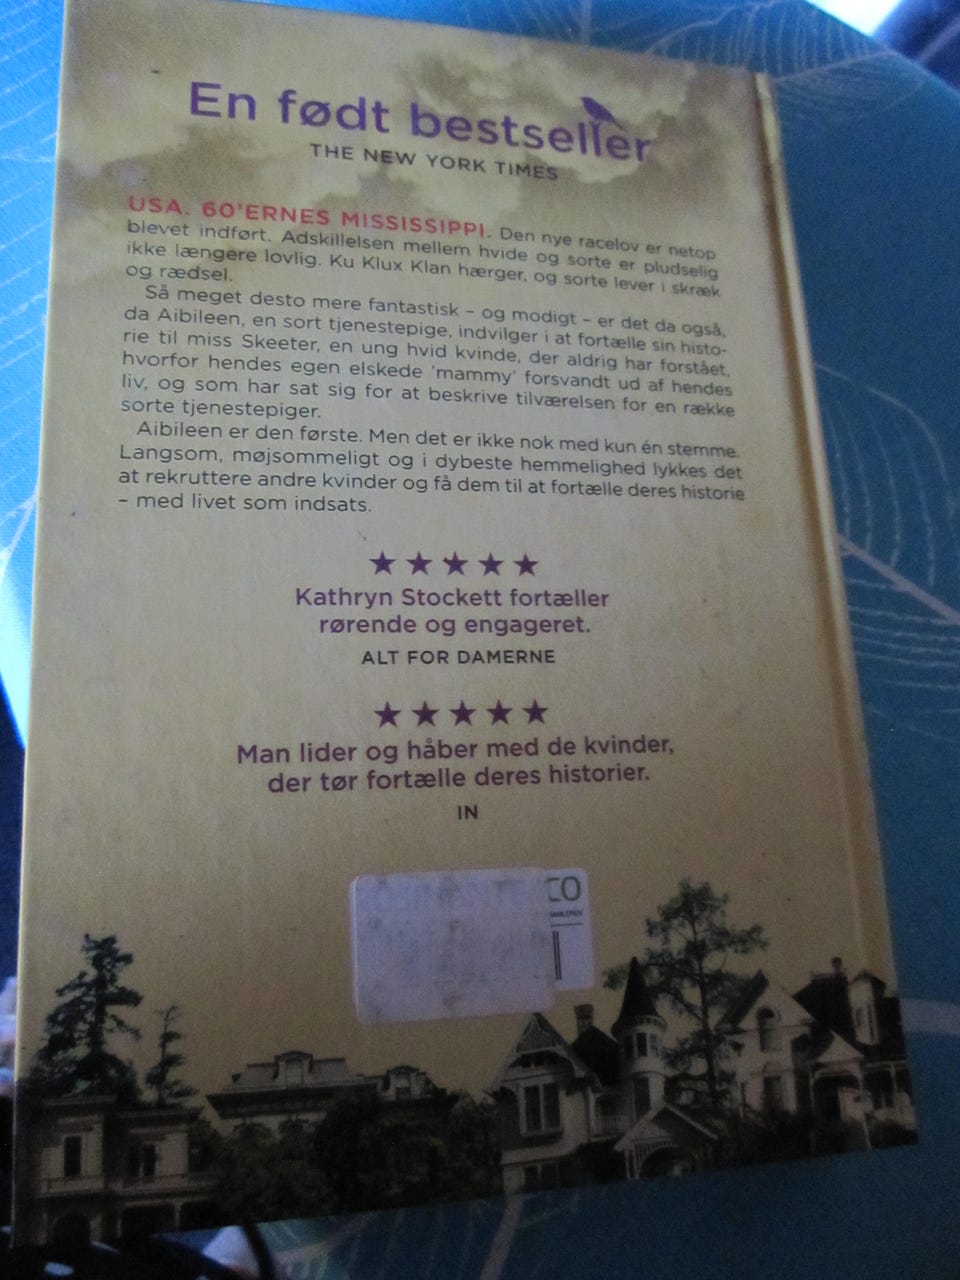 En født bestseller
THE NEW YORK TIMES
USA. 60'ERNES MISSISSIPPI. Den nye racelov er netop
blevet indført. Adskillelsen mellem hvide og sorte er pludselig
ikke længere lovlig. Ku Klux Klan hærger, og sorte lever i skræk
og rædsel.
Så meget desto mere fantastisk – og modigt – er det da også,
da Aibileen, en sort tjenestepige, indvilger i at fortælle sin histo-
rie til miss Skeeter, en ung hvid kvinde, der aldrig har forstået,
hvorfor hendes egen elskede 'mammy' forsvandt ud af hendes
liv, og som har sat sig for at beskrive tilværelsen for en række
sorte tjenestepiger.
Aibileen er den første. Men det er ikke nok med kun én stemme.
Langsom, møjsommeligt og i dybeste hemmelighed lykkes det
at rekruttere andre kvinder og få dem til at fortælle deres historie
– med livet som indsats.
★★★★★
Kathryn Stockett fortæller
rørende og engageret.
ALT FOR DAMERNE
★★★★★
Man lider og håber med de kvinder,
der tør fortælle deres historier.
IN
CO